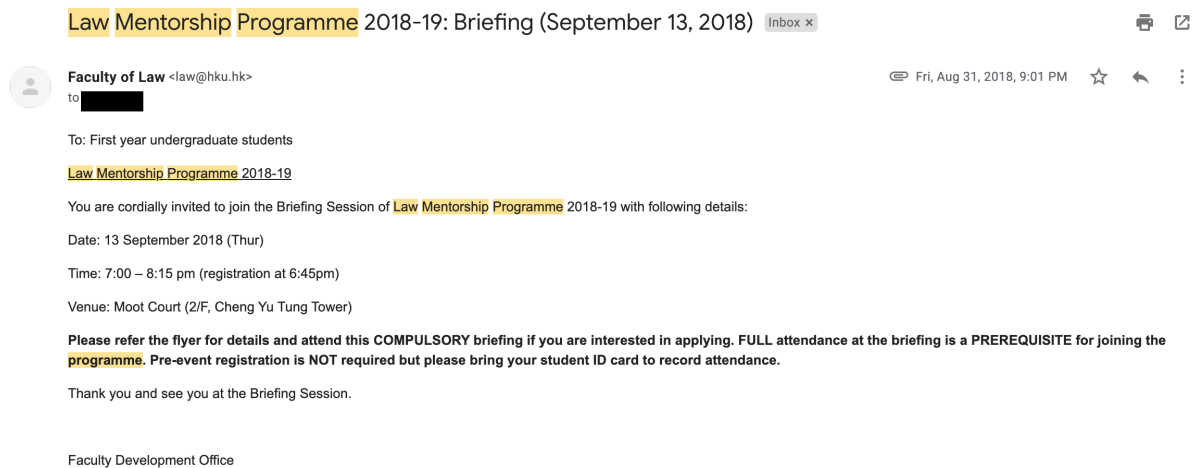 Law Mentorship Programme 2018-19: Briefing (September 13, 2018) Inbox ×
Faculty of Law <law@hku.hk> Fri, Aug 31, 2018, 9:01 PM
to
To: First year undergraduate students
Law Mentorship Programme 2018-19
You are cordially invited to join the Briefing Session of Law Mentorship Programme 2018-19 with following details:
Date: 13 September 2018 (Thur)
Time: 7:00 – 8:15 pm (registration at 6:45pm)
Venue: Moot Court (2/F, Cheng Yu Tung Tower)
Please refer the flyer for details and attend this COMPULSORY briefing if you are interested in applying. FULL attendance at the briefing is a PREREQUISITE for joining the
programme. Pre-event registration is NOT required but please bring your student ID card to record attendance.
Thank you and see you at the Briefing Session.
Faculty Development Office